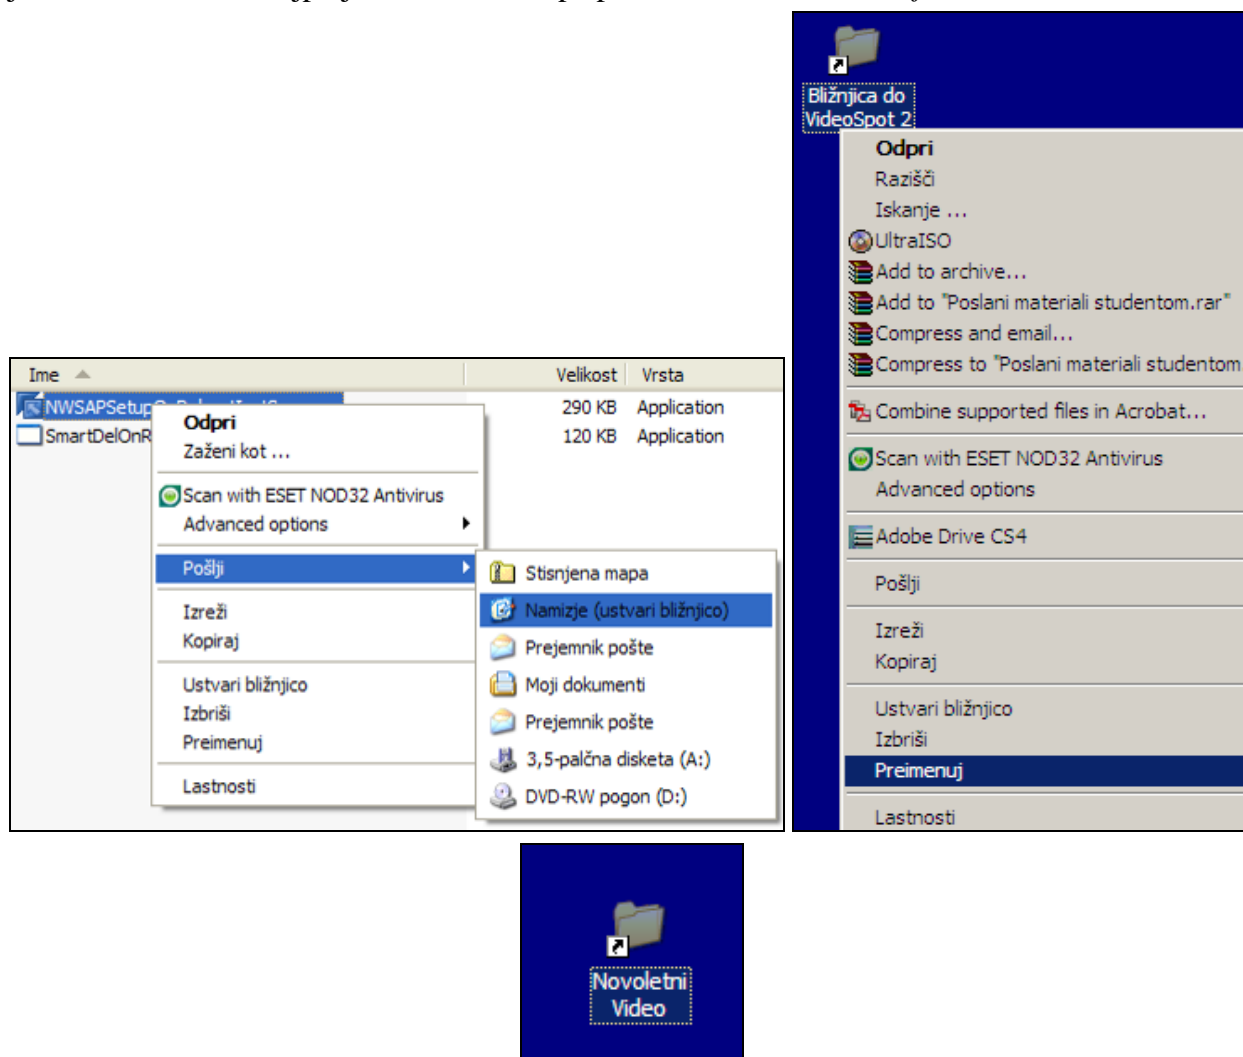 Ime Velikost Vrsta
NWSAPSetup 290 KB Application
SmartDelOnR 120 KB Application
Odpri
Zaženi kot ...
Scan with ESET NOD32 Antivirus
Advanced options
Pošlji
Izreži
Kopiraj
Ustvari bližnjico
Izbriši
Preimenuj
Lastnosti
Stisnjena mapa
Namizje (ustvari bližnjico)
Prejemnik pošte
Moji dokumenti
Prejemnik pošte
3,5-palčna disketa (A:)
DVD-RW pogon (D:)
Bližnjica do
VideoSpot 2
Odpri
Razišči
Iskanje ...
UltraISO
Add to archive...
Add to "Poslani materiali studentom.rar"
Compress and email...
Compress to "Poslani materiali studentom
Combine supported files in Acrobat...
Scan with ESET NOD32 Antivirus
Advanced options
Adobe Drive CS4
Pošlji
Izreži
Kopiraj
Ustvari bližnjico
Izbriši
Preimenuj
Lastnosti
Novoletni
Video